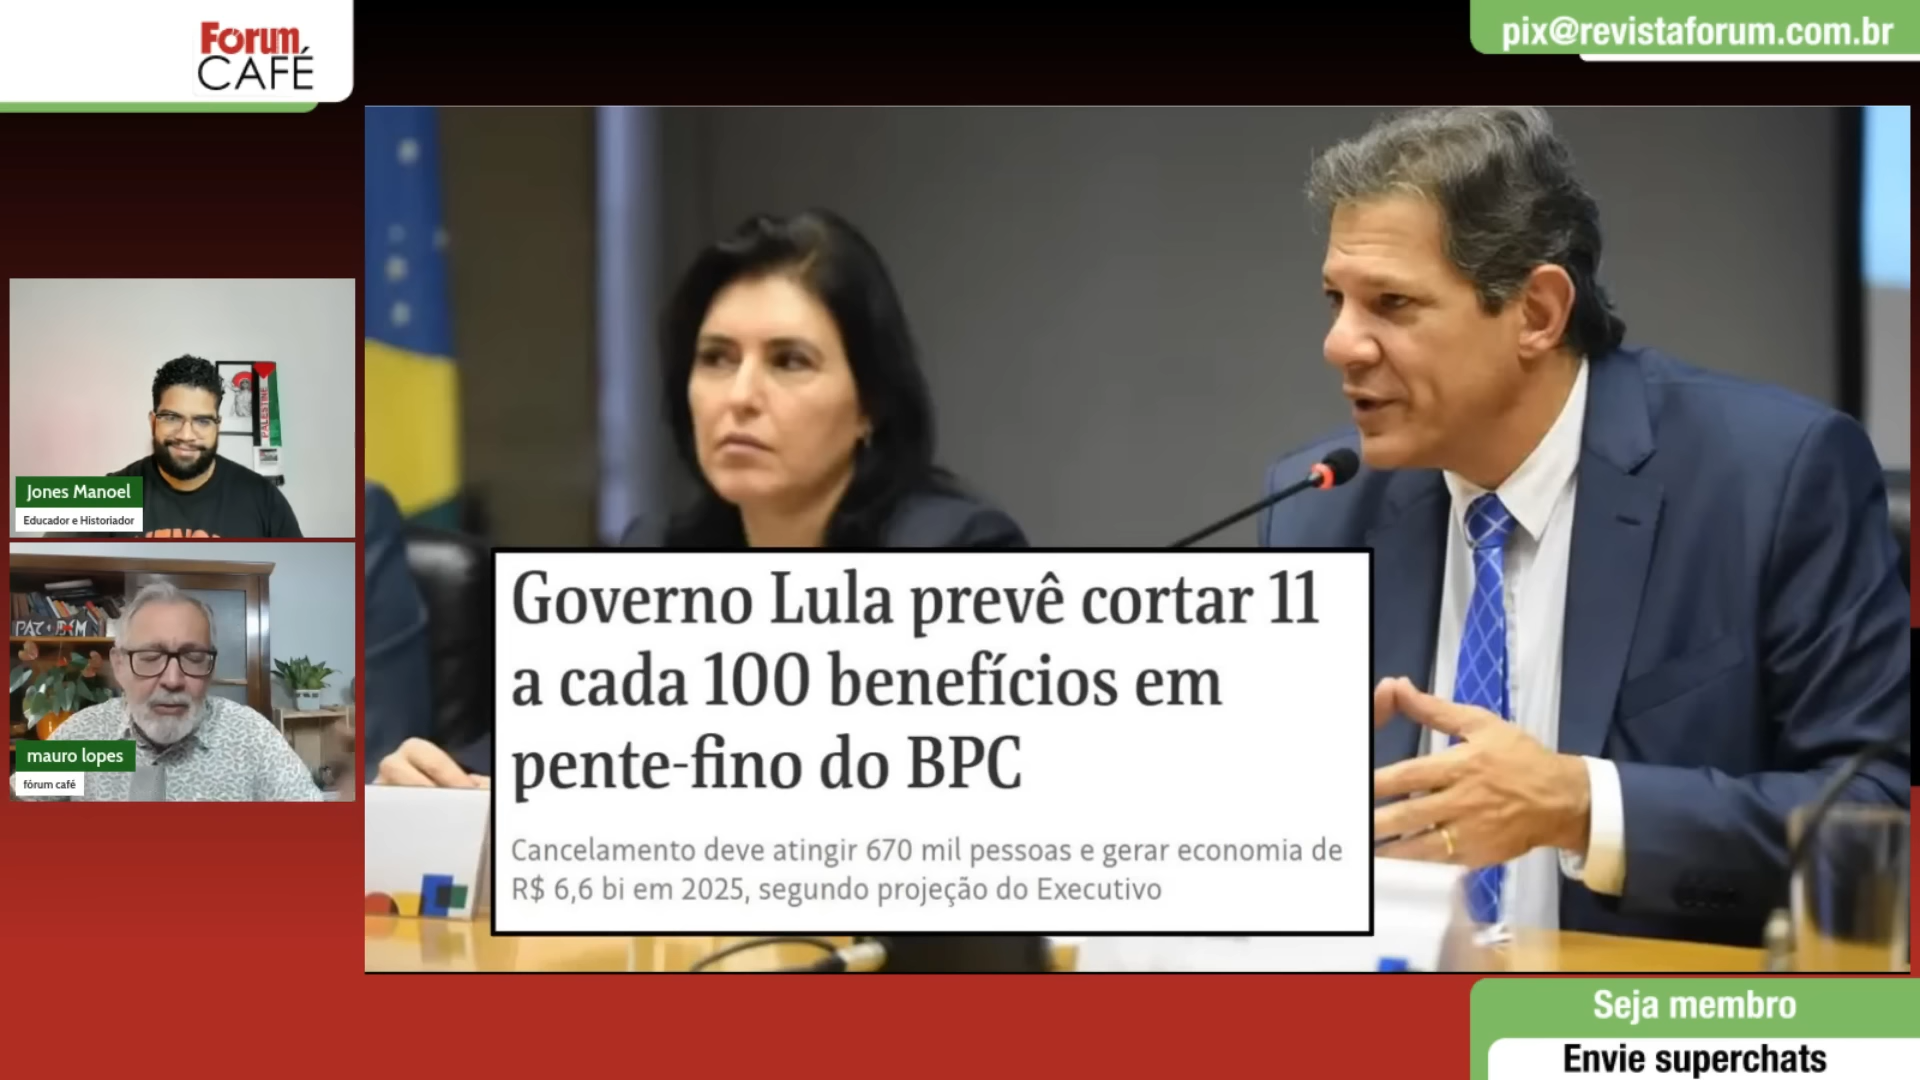 Forum
CAFÉ
pix@revistaforum.com.br
PALESTINE
Jones Manoel
Educador e Historiador
mauro lopes
fórum café
Governo Lula prevê cortar 11
a cada 100 benefícios em
pente-fino do BPC
Cancelamento deve atingir 670 mil pessoas e gerar economia de
R$ 6,6 bi em 2025, segundo projeção do Executivo
Seja membro
Envie superchats